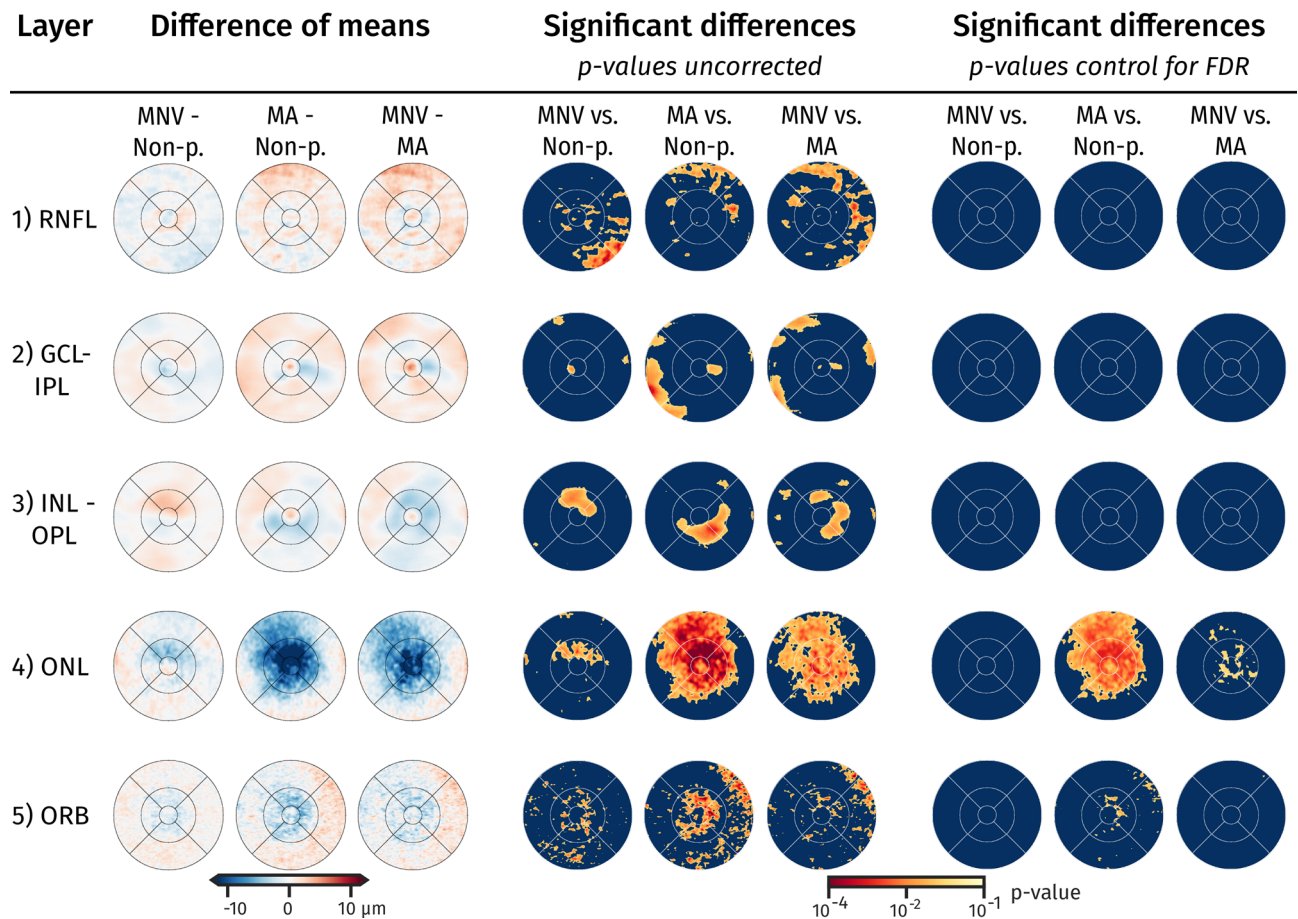 Layer Difference of means Significant differences Significant differences
p-values uncorrected p-values control for FDR
MNV - MA - MNV - MNV vs. MA vs. MNV vs. MNV vs. MA vs. MNV vs.
Non-p. Non-p. MA Non-p. Non-p. MA Non-p. Non-p. MA
1) RNFL
2) GCL-
IPL
3) INL -
OPL
4) ONL
5) ORB
-10 0 10 µm
10⁻⁴ 10⁻² 10⁻¹ p-value